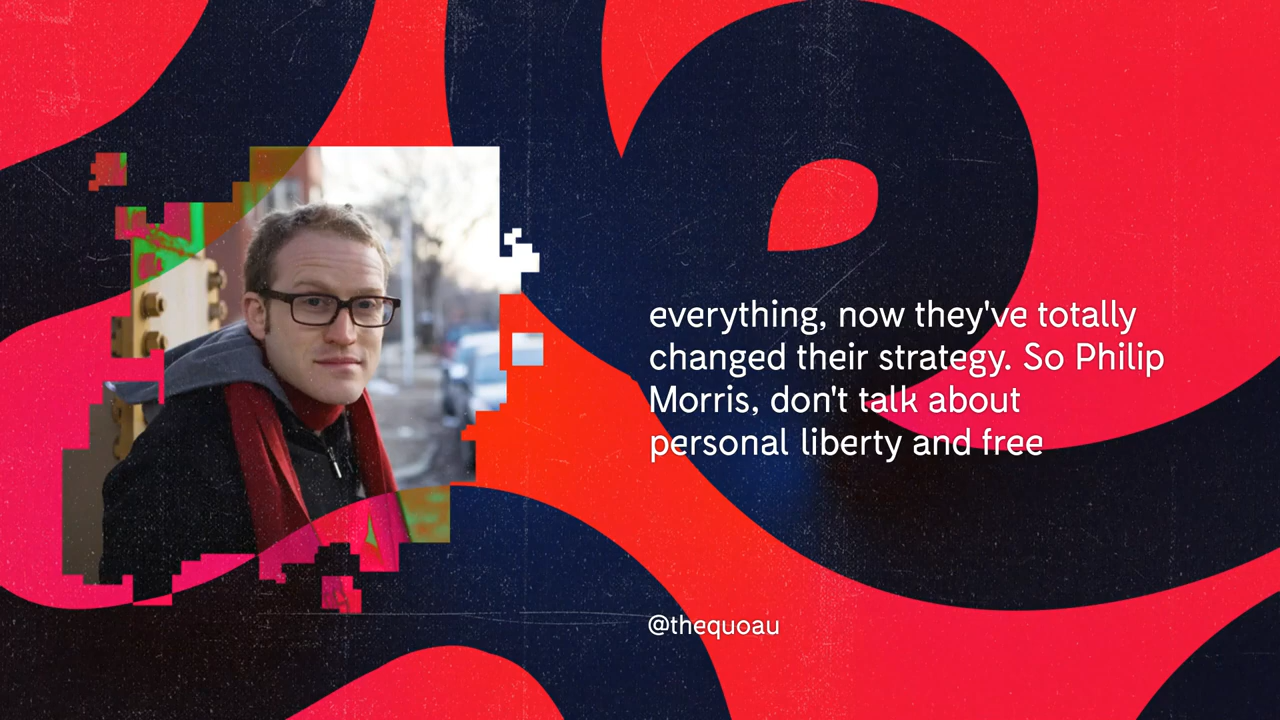 everything, now they've totally
changed their strategy. So Philip
Morris, don't talk about
personal liberty and free
@thequoau